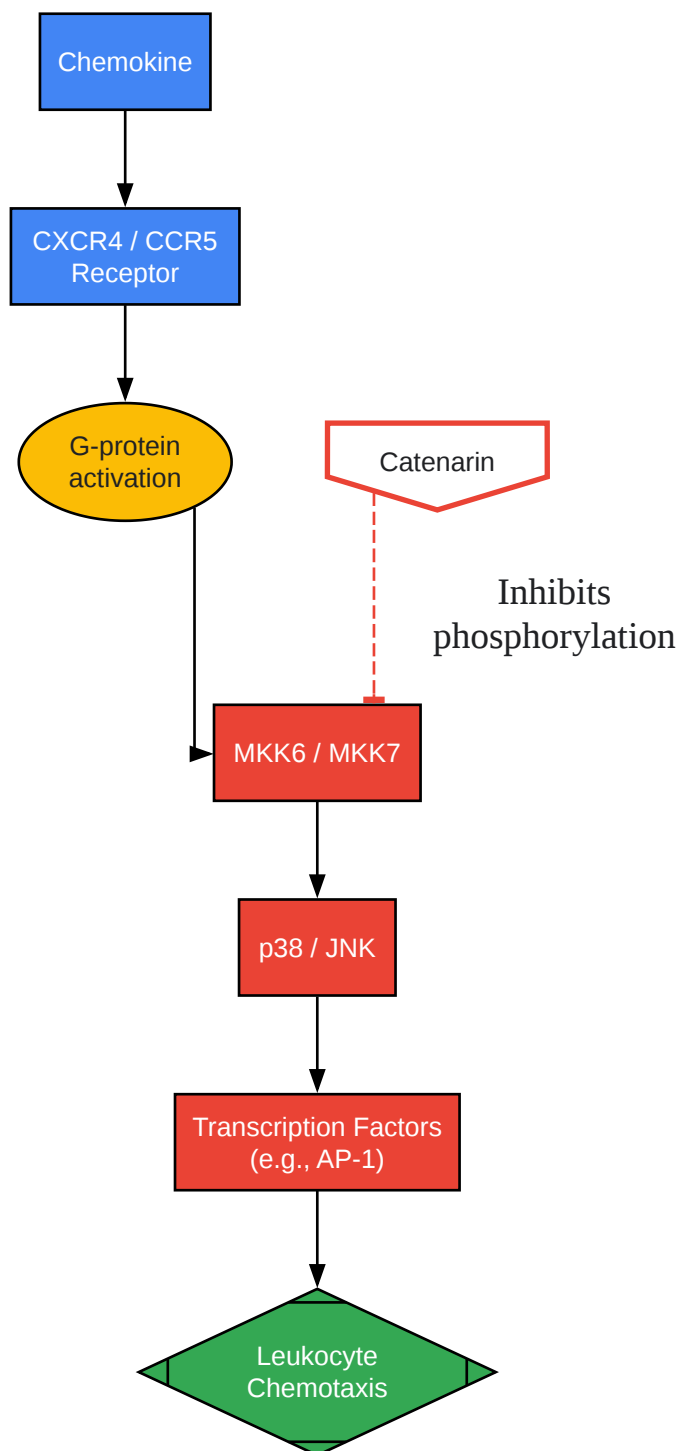 Chemokine
CXCR4 / CCR5
Receptor
G-protein
activation
Catenarin
Inhibits
phosphorylation
MKK6 / MKK7
p38 / JNK
Transcription Factors
(e.g., AP-1)
Leukocyte
Chemotaxis